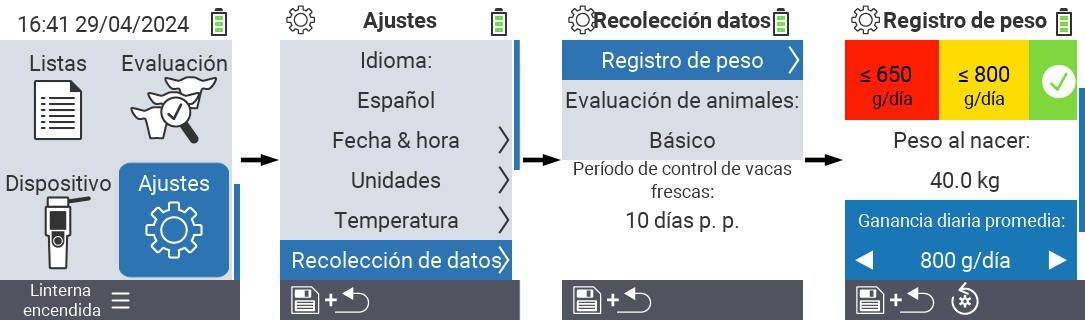 16:41 29/04/2024
Listas
Evaluación
Dispositivo
Ajustes
Linterna
encendida
Ajustes
Idioma:
Español
Fecha & hora
Unidades
Temperatura
Recolección de datos
+
Recolección datos
Registro de peso
Evaluación de animales:
Básico
Período de control de vacas
frescas:
10 días p. p.
+
Registro de peso
≤ 650
g/día
≤ 800
g/día
Peso al nacer:
40.0 kg
Ganancia diaria promedia:
800 g/día
+